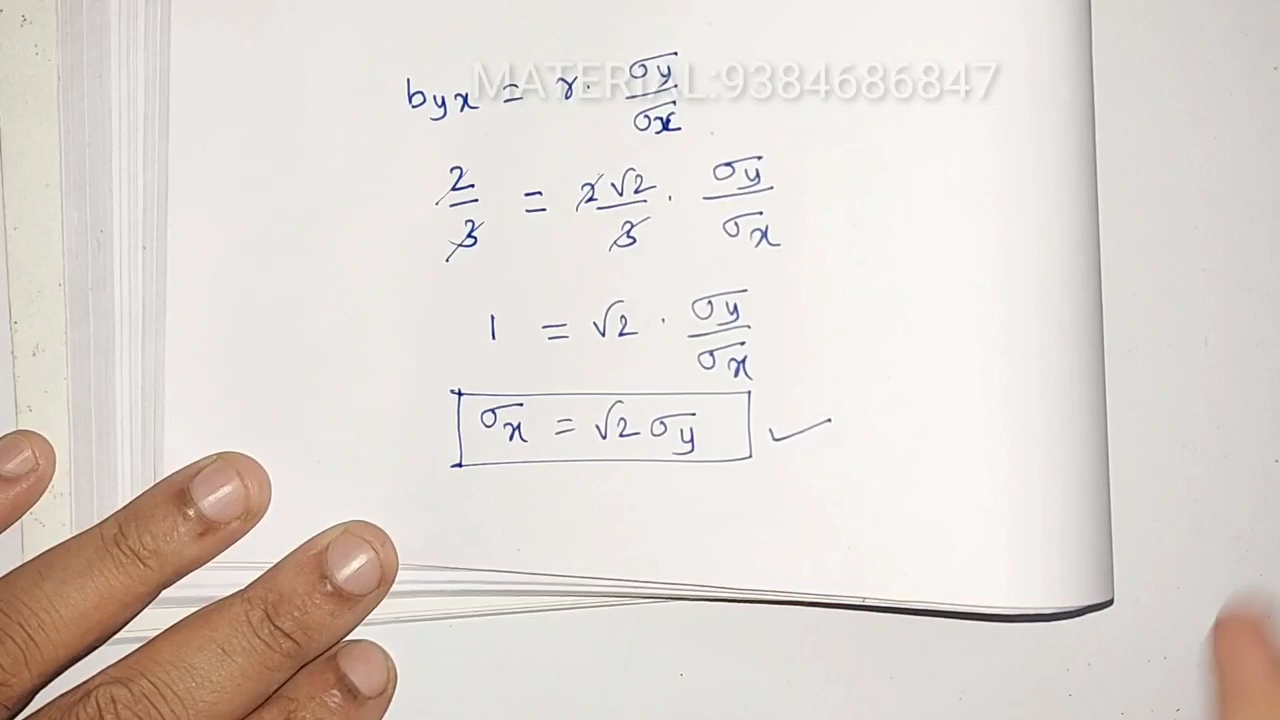 MATERIAL:9384686847
byx = r. σy/σx
2/3 = 2√2/3 . σy/σx
1 = √2 . σy/σx
σx = √2 σy ✓